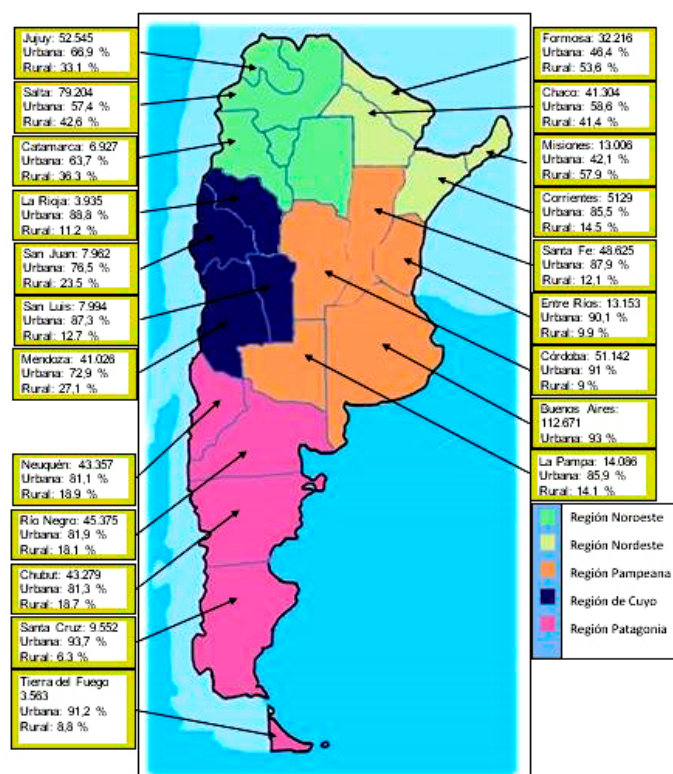 Jujuy: 52.545
Urbana: 66,9 %
Rural: 33,1 %
Salta: 79.204
Urbana: 57,4 %
Rural: 42,6 %
Catamarca: 6.927
Urbana: 63,7 %
Rural: 36,3 %
La Rioja: 3.935
Urbana: 88,8 %
Rural: 11,2 %
San Juan: 7.962
Urbana: 76,5 %
Rural: 23,5 %
San Luis: 7.994
Urbana: 87,3 %
Rural: 12,7 %
Mendoza: 41.026
Urbana: 72,9 %
Rural: 27,1 %
Neuquén: 43.357
Urbana: 81,1 %
Rural: 18,9 %
Río Negro: 45.375
Urbana: 81,9 %
Rural: 18,1 %
Chubut: 43.279
Urbana: 81,3 %
Rural: 18,7 %
Santa Cruz: 9.552
Urbana: 93,7 %
Rural: 6,3 %
Tierra del Fuego
3.563
Urbana: 91,2 %
Rural: 8,8 %
Formosa: 32.216
Urbana: 46,4 %
Rural: 53,6 %
Chaco: 41.304
Urbana: 58,6 %
Rural: 41,4 %
Misiones: 13.006
Urbana: 42,1 %
Rural: 57,9 %
Corrientes: 5129
Urbana: 85,5 %
Rural: 14,5 %
Santa Fe: 48.625
Urbana: 87,9 %
Rural: 12,1 %
Entre Ríos: 13.153
Urbana: 90,1 %
Rural: 9,9 %
Córdoba: 51.142
Urbana: 91 %
Rural: 9 %
Buenos Aires:
112.671
Urbana: 93 %
La Pampa: 14.086
Urbana: 85,9 %
Rural: 14,1 %
Región Noroeste
Región Nordeste
Región Pampeana
Región de Cuyo
Región Patagonia